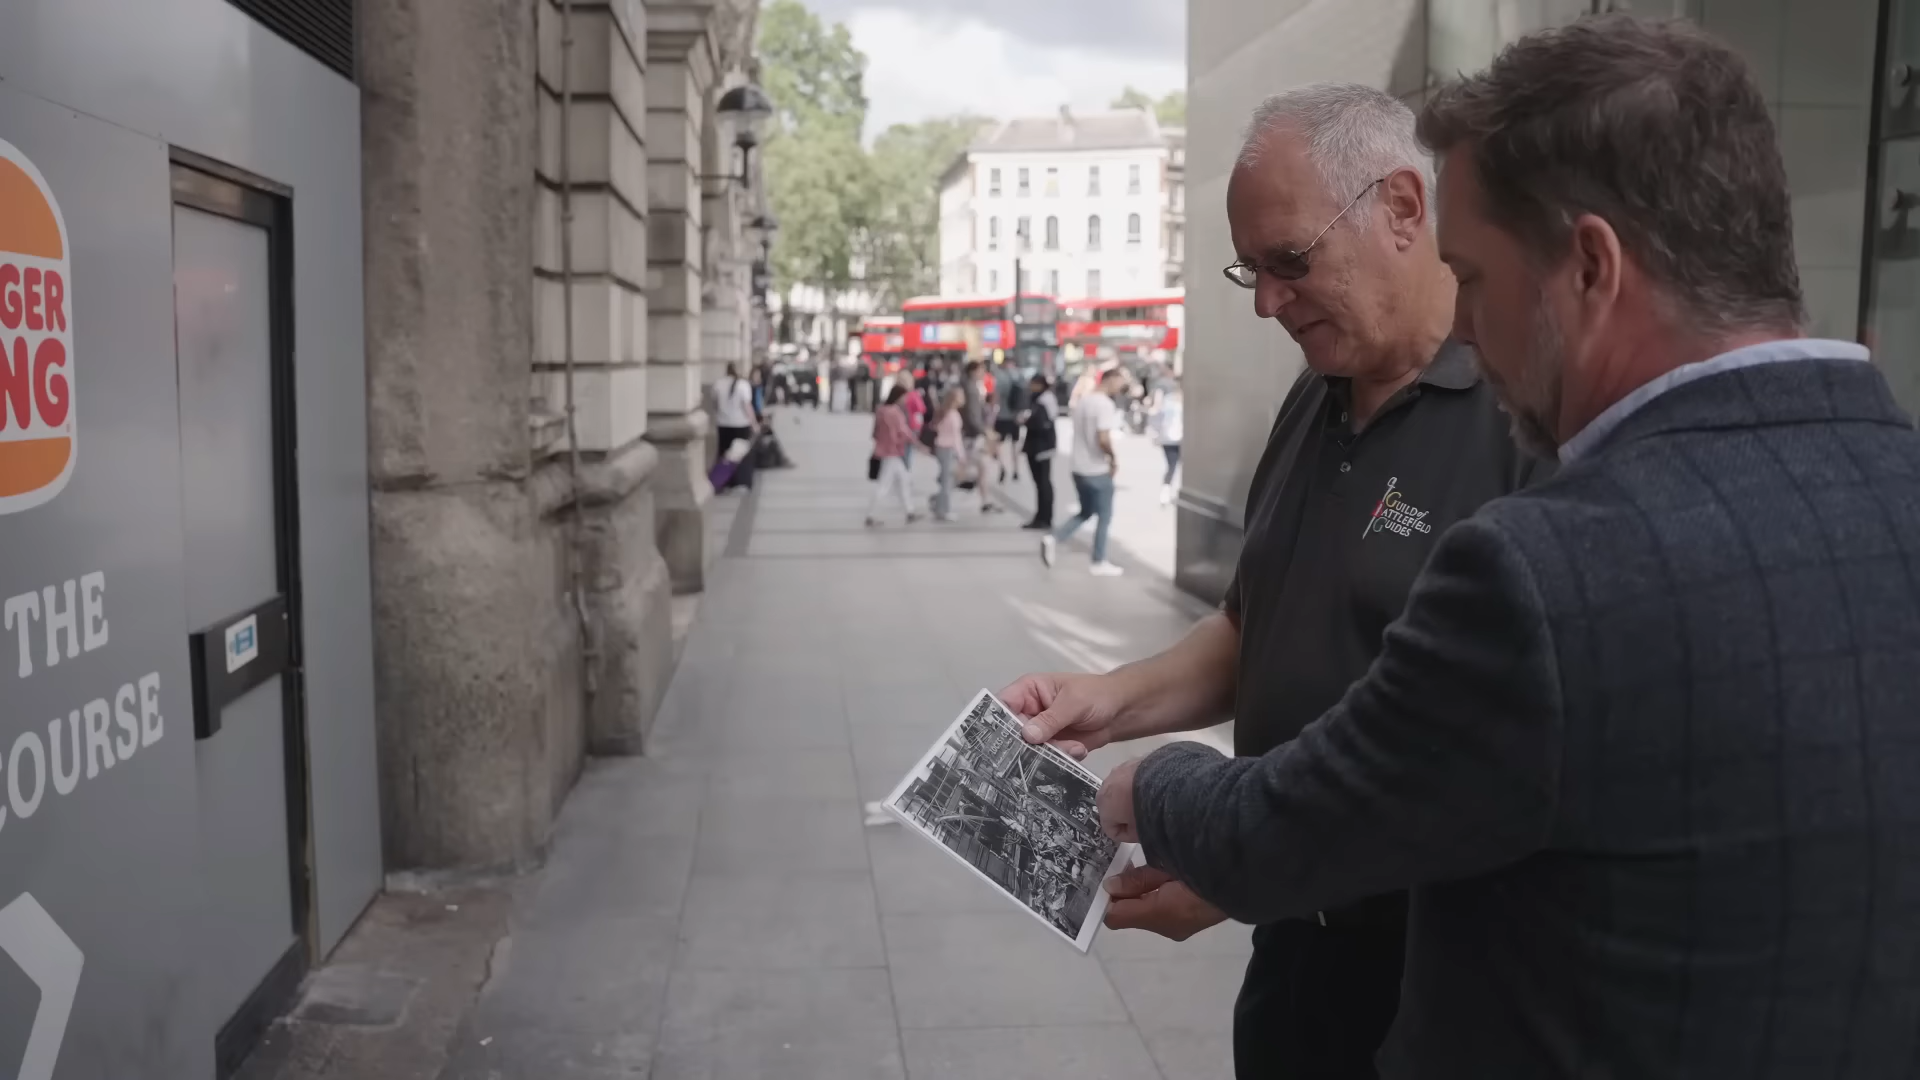 GER
NG
THE
COURSE
GUILD of
BATTLEFIELD
GUIDES